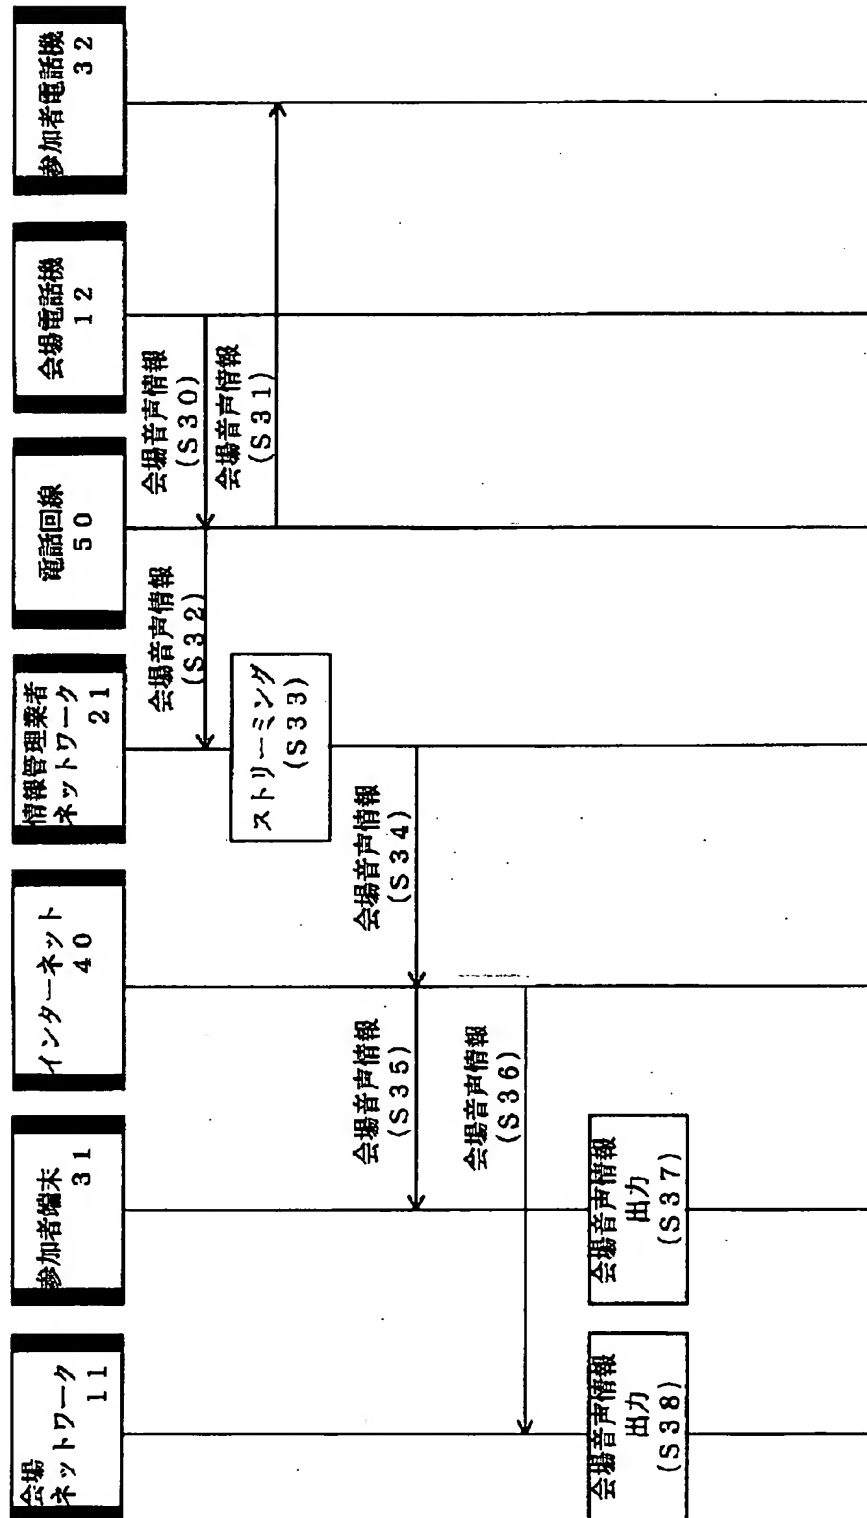 会場
ネットワーク
11
参加者端末
31
インターネット
40
情報管理業者
ネットワーク
21
電話回線
50
会場電話機
12
参加者電話機
32
会場音声情報
(S30)
会場音声情報
(S31)
会場音声情報
(S32)
ストリーミング
(S33)
会場音声情報
(S34)
会場音声情報
(S35)
会場音声情報
(S36)
会場音声情報
出力
(S37)
会場音声情報
出力
(S38)